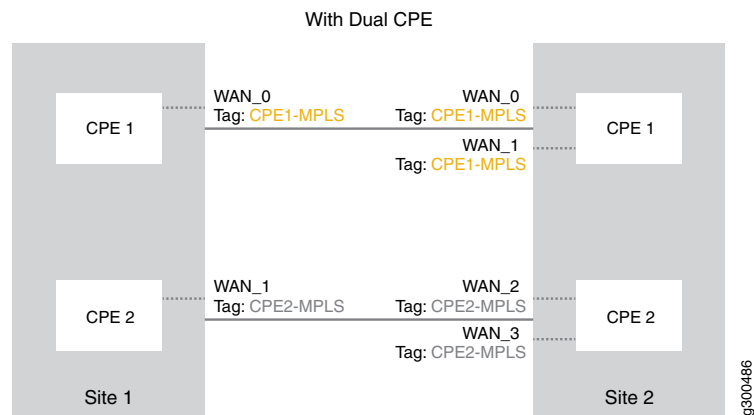 With Dual CPE
WAN_0
Tag: CPE1-MPLS
WAN_0
Tag: CPE1-MPLS
CPE 1
CPE 1
WAN_1
Tag: CPE1-MPLS
WAN_1
Tag: CPE2-MPLS
WAN_2
Tag: CPE2-MPLS
CPE 2
CPE 2
WAN_3
Tag: CPE2-MPLS
Site 1
Site 2
g300486